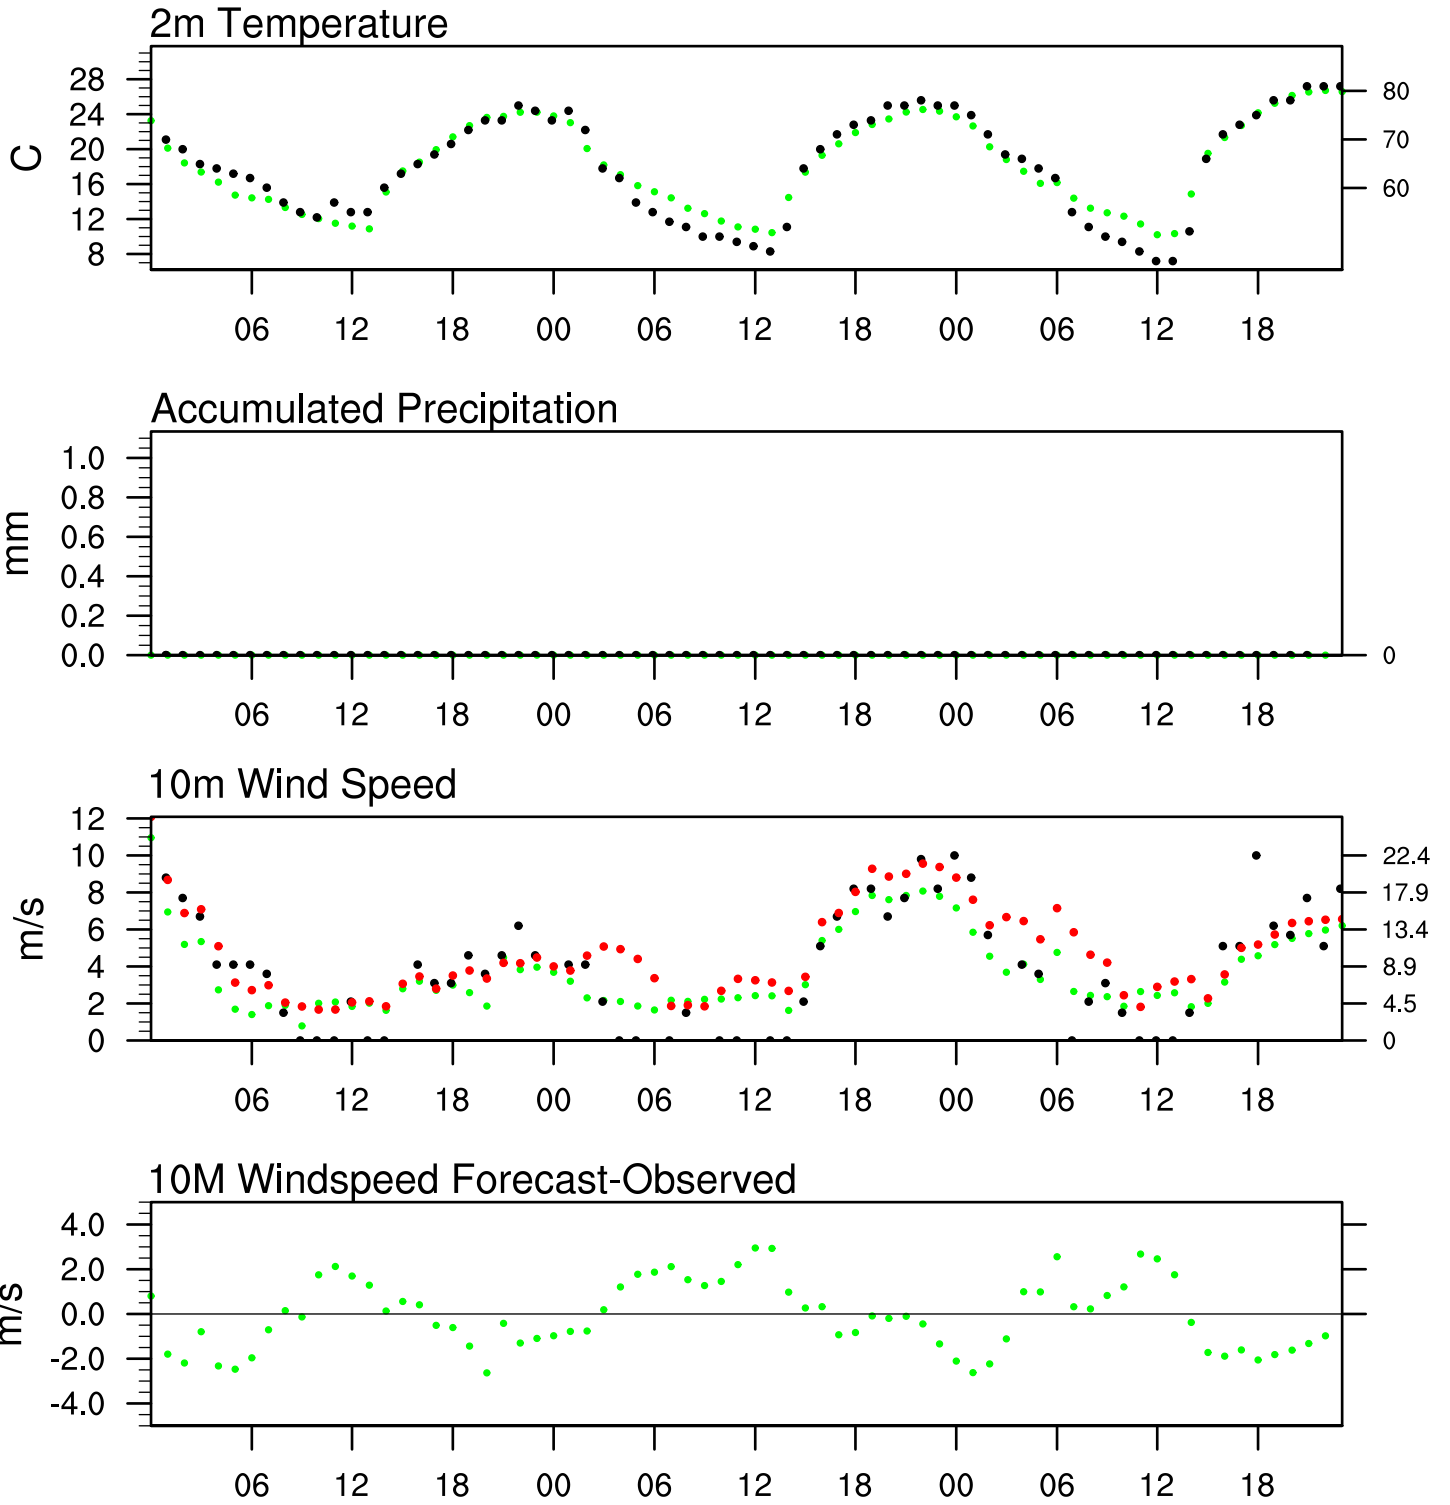 2m Temperature
C
28
24
20
16
12
8
80
70
60
06 12 18 00 06 12 18 00 06 12 18
Accumulated Precipitation
mm
1.0
0.8
0.6
0.4
0.2
0.0
0
06 12 18 00 06 12 18 00 06 12 18
10m Wind Speed
m/s
12
10
8
6
4
2
0
22.4
17.9
13.4
8.9
4.5
0
06 12 18 00 06 12 18 00 06 12 18
10M Windspeed Forecast-Observed
m/s
4.0
2.0
0.0
-2.0
-4.0
06 12 18 00 06 12 18 00 06 12 18